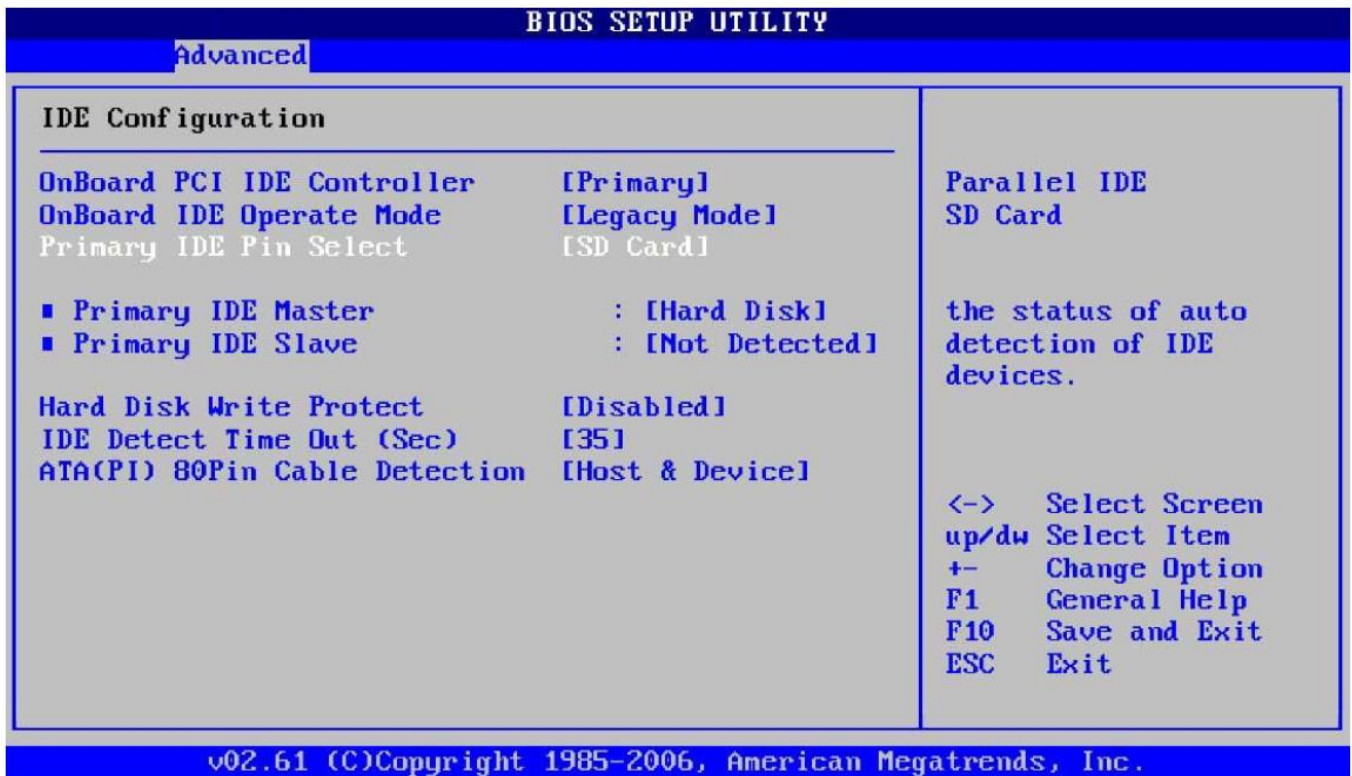 BIOS SETUP UTILITY
Advanced
IDE Configuration
OnBoard PCI IDE Controller [Primary]
OnBoard IDE Operate Mode [Legacy Mode]
Primary IDE Pin Select [SD Card]
Primary IDE Master : [Hard Disk]
Primary IDE Slave : [Not Detected]
Hard Disk Write Protect [Disabled]
IDE Detect Time Out (Sec) [35]
ATA(PI) 80Pin Cable Detection [Host & Device]
Parallel IDE
SD Card
the status of auto
detection of IDE
devices.
<-> Select Screen
up/dw Select Item
+- Change Option
F1 General Help
F10 Save and Exit
ESC Exit
v02.61 (C)Copyright 1985-2006, American Megatrends, Inc.